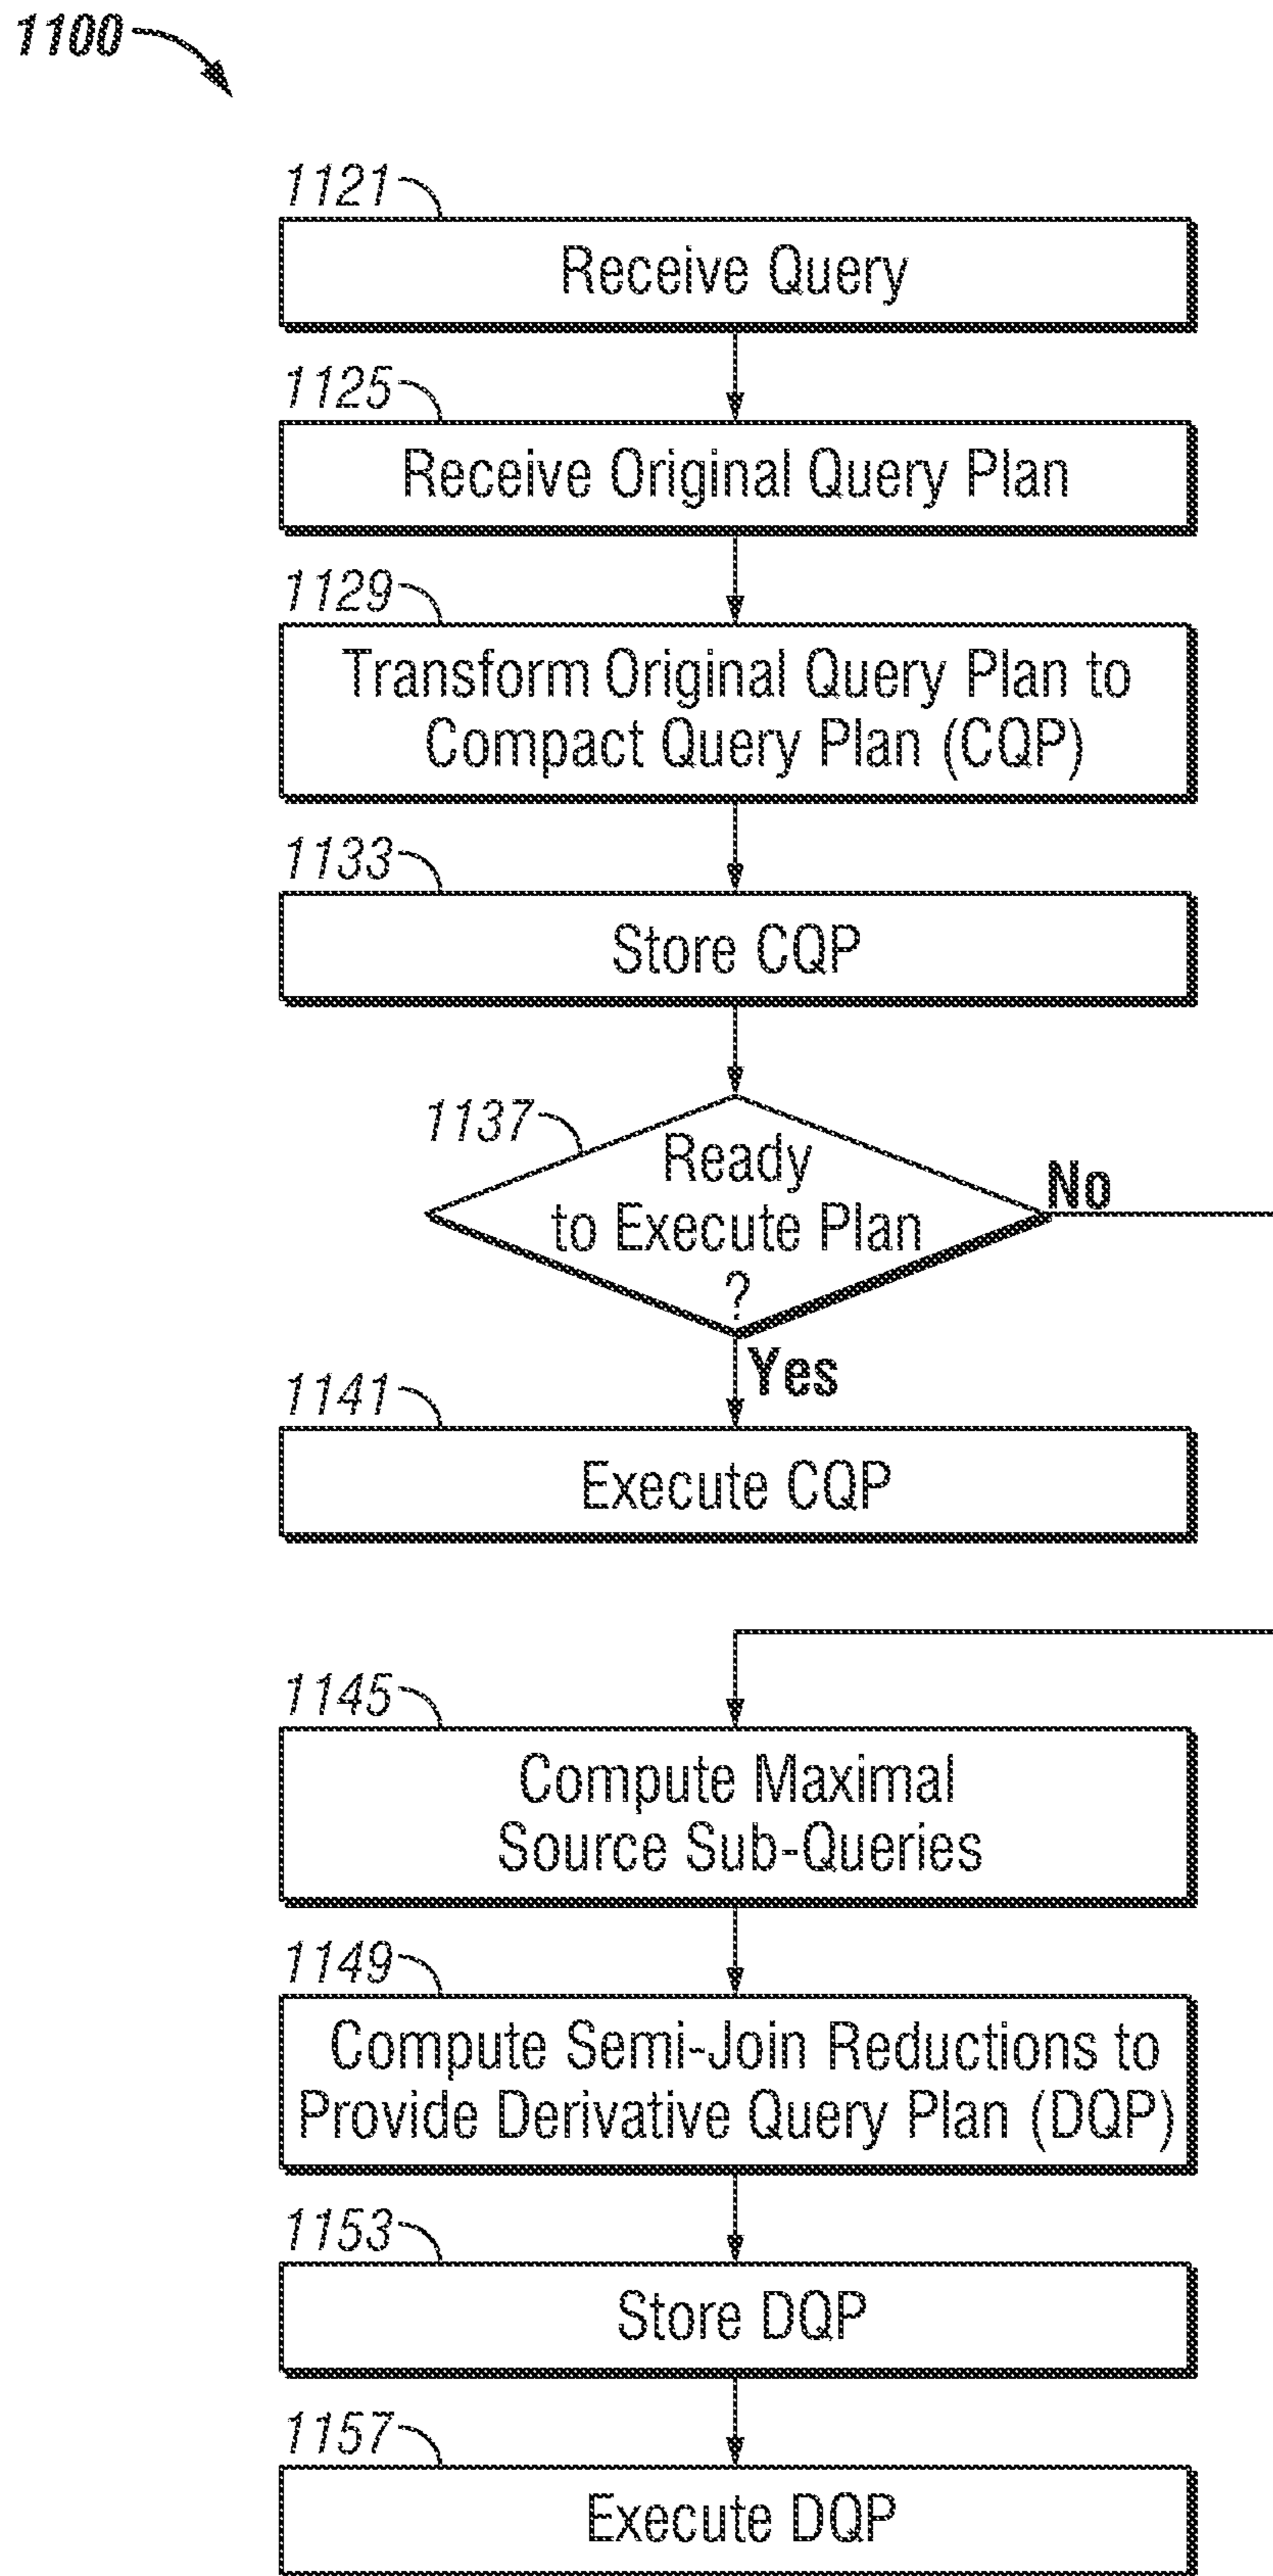 1100
1121
Receive Query
1125
Receive Original Query Plan
1129
Transform Original Query Plan to
Compact Query Plan (CQP)
1133
Store CQP
1137
Ready
to Execute Plan
?
No
Yes
1141
Execute CQP
1145
Compute Maximal
Source Sub-Queries
1149
Compute Semi-Join Reductions to
Provide Derivative Query Plan (DQP)
1153
Store DQP
1157
Execute DQP